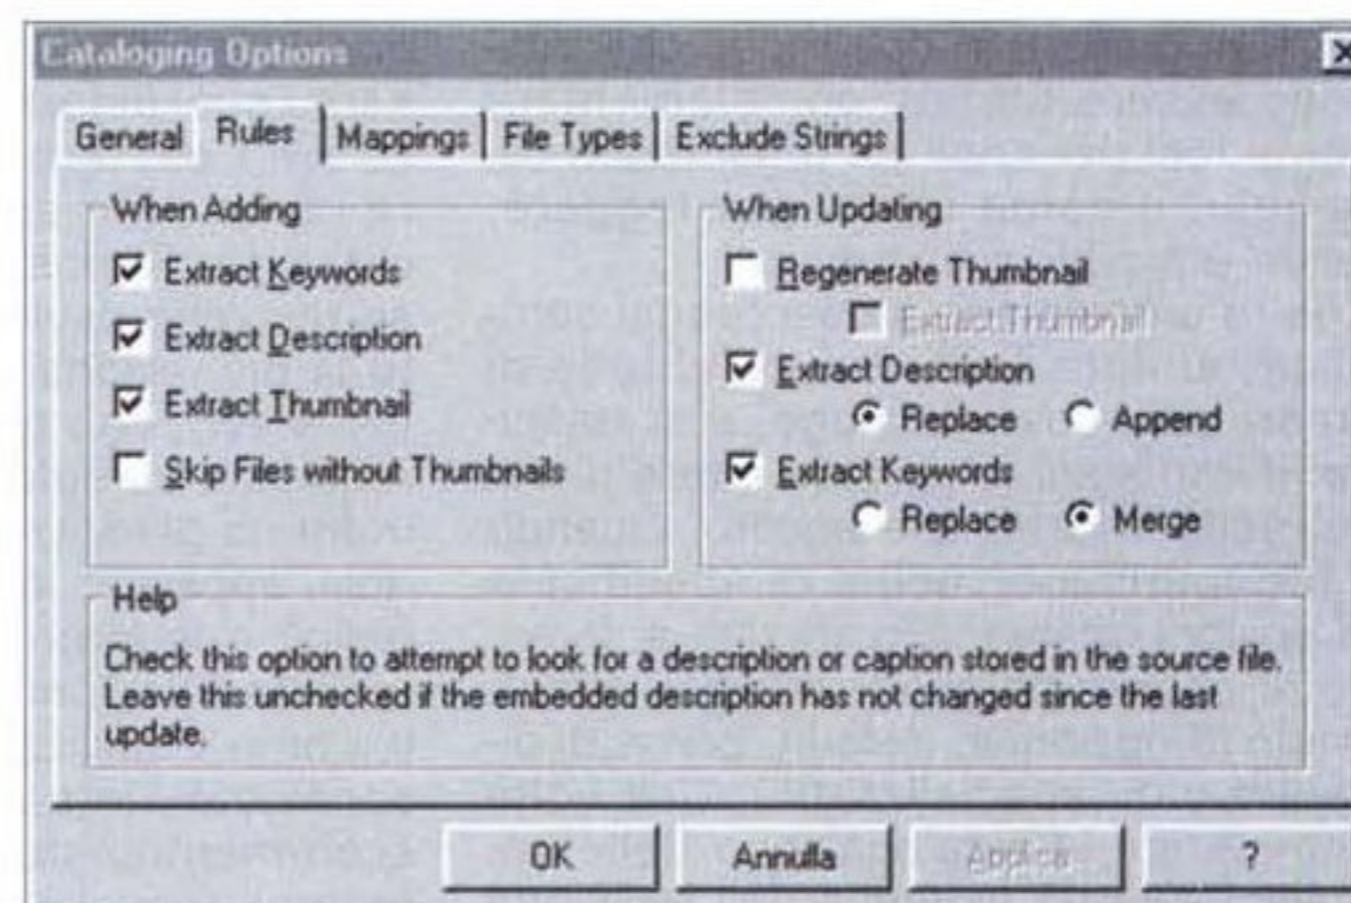 Cataloging Options
General Rules Mappings File Types Exclude Strings
When Adding
Extract Keywords
Extract Description
Extract Thumbnail
Skip Files without Thumbnails
When Updating
Regenerate Thumbnail
Extract Thumbnail
Extract Description
Replace Append
Extract Keywords
Replace Merge
Help
Check this option to attempt to look for a description or caption stored in the source file.
Leave this unchecked if the embedded description has not changed since the last
update.
OK Annulla Applica ?